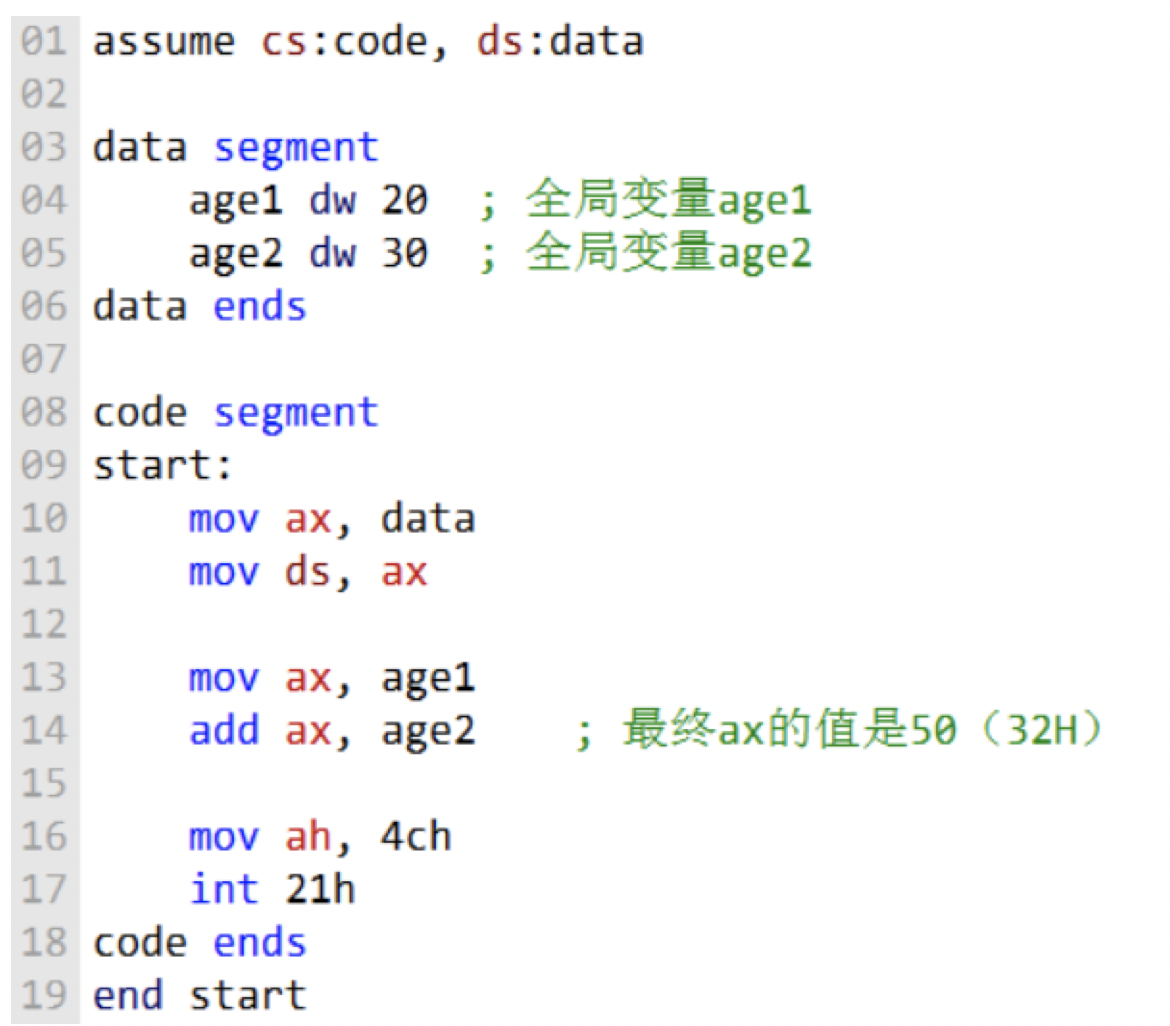 01 assume cs:code, ds:data
02
03 data segment
04     age1 dw 20  ; 全局变量age1
05     age2 dw 30  ; 全局变量age2
06 data ends
07
08 code segment
09 start:
10     mov ax, data
11     mov ds, ax
12
13     mov ax, age1
14     add ax, age2    ; 最终ax的值是50（32H）
15
16     mov ah, 4ch
17     int 21h
18 code ends
19 end start